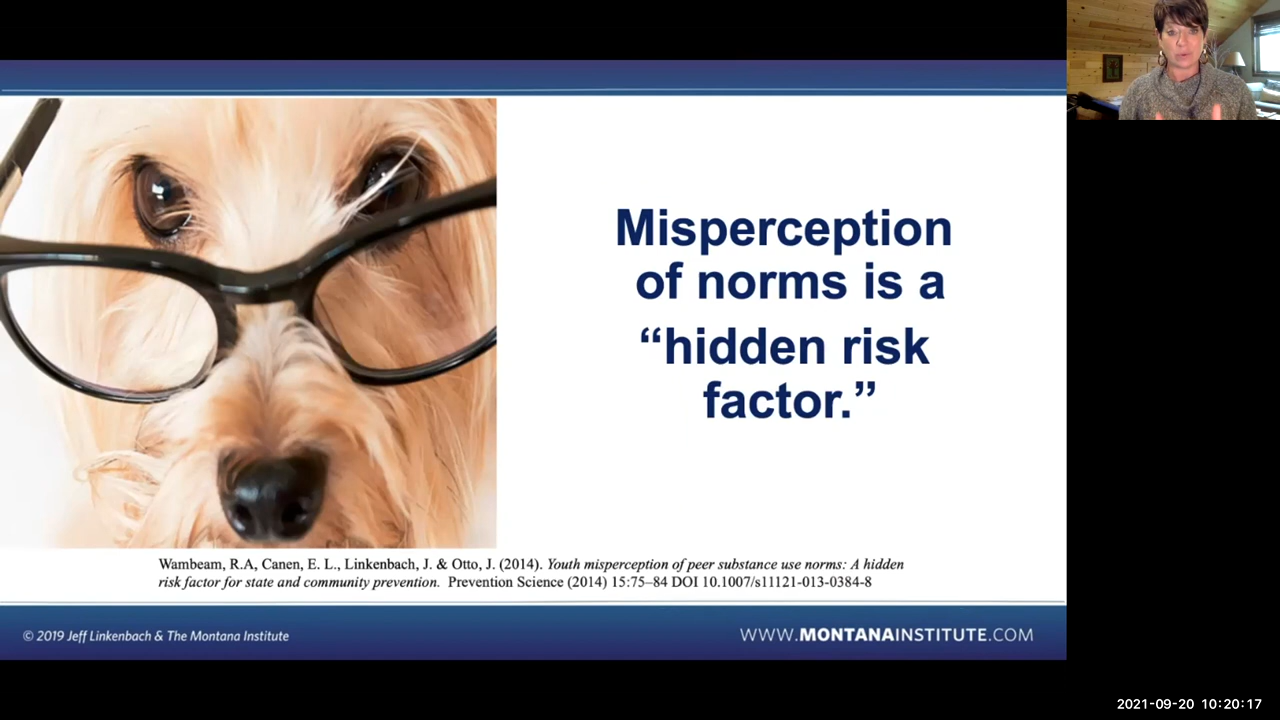 Misperception
of norms is a
“hidden risk
factor.”
Wambeam, R.A, Canen, E. L., Linkenbach, J. & Otto, J. (2014). Youth misperception of peer substance use norms: A hidden
risk factor for state and community prevention. Prevention Science (2014) 15:75–84 DOI 10.1007/s11121-013-0384-8
© 2019 Jeff Linkenbach & The Montana Institute
WWW.MONTANAINSTITUTE.COM
2021-09-20 10:20:17